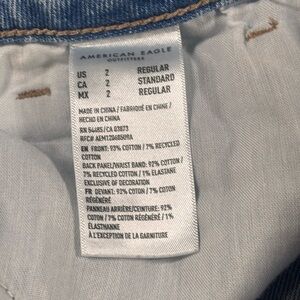 AMERICAN EAGLE
OUTFITTERS
US 2 REGULAR
CA 2 STANDARD
MX 2 REGULAR
MADE IN CHINA / FABRIQUÉ EN CHINE /
HECHO EN CHINA
RN 54485 / CA 03873
EN FRONT: 93% COTTON / 7% RECYCLED
COTTON
BACK PANEL/WAIST BAND: 92% COTTON /
7% RECYCLED COTTON / 1% ELASTANE
EXCLUSIVE OF DECORATION
FR DEVANT: 92% COTON / 7% COTON
RÉGÉNÉRÉ
PANNEAU ARRIÈRE/CEINTURE: 92%
COTON / 7% COTON RÉGÉNÉRÉ / 1%
ÉLASTHANNE
À L'EXCEPTION DE LA GARNITURE